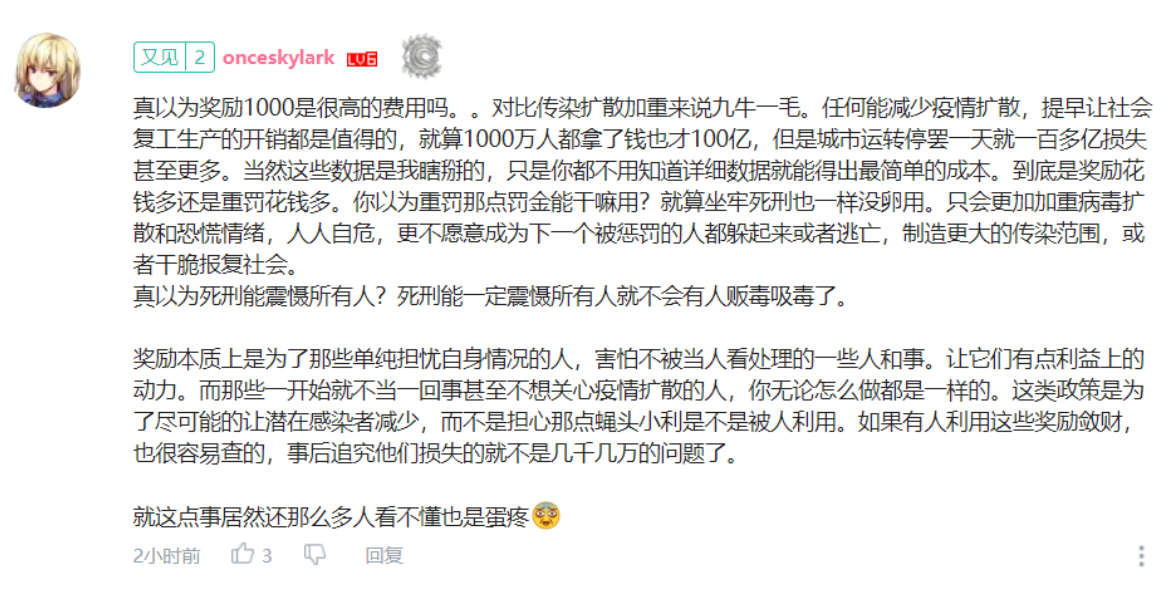 又见 2 onceskylark LV6
真以为奖励1000是很高的费用吗。。对比传染扩散加重来说九牛一毛。任何能减少疫情扩散，提早让社会
复工生产的开销都是值得的，就算1000万人都拿了钱也才100亿，但是城市运转停罢一天就一百多亿损失
甚至更多。当然这些数据是我瞎掰的，只是你都不用知道详细数据就能得出最简单的成本。到底是奖励花
钱多还是重罚花钱多。你以为重罚那点罚金能干嘛用？就算坐牢死刑也一样没卵用。只会更加加重病毒扩
散和恐慌情绪，人人自危，更不愿意成为下一个被惩罚的人都躲起来或者逃亡，制造更大的传染范围，或
者干脆报复社会。
真以为死刑能震慑所有人？死刑能一定震慑所有人就不会有人贩毒吸毒了。
奖励本质上是为了那些单纯担忧自身情况的人，害怕不被当人看处理的一些人和事。让它们有点利益上的
动力。而那些一开始就不当一回事甚至不想关心疫情扩散的人，你无论怎么做都是一样的。这类政策是为
了尽可能的让潜在感染者减少，而不是担心那点蝇头小利是不是被人利用。如果有人利用这些奖励敛财，
也很容易查的，事后追究他们损失的就不是几千几万的问题了。
就这点事居然还那么多人看不懂也是蛋疼
2小时前 3 回复